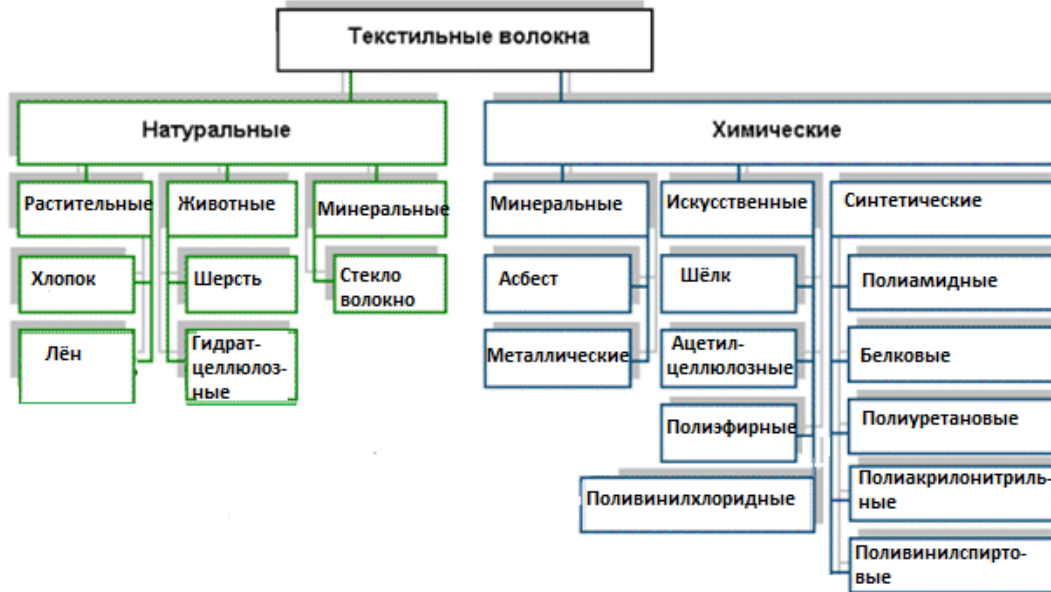 Текстильные волокна
Натуральные
Химические
Растительные
Животные
Минеральные
Минеральные
Искусственные
Синтетические
Хлопок
Шерсть
Стекло
волокно
Асбест
Шёлк
Полиамидные
Лён
Гидрат-
целлюлоз-
ные
Металлические
Ацетил-
целлюлозные
Белковые
Полиэфирные
Полиуретановые
Поливинилхлоридные
Полиакрилонитриль-
ные
Поливинилспирто-
вые